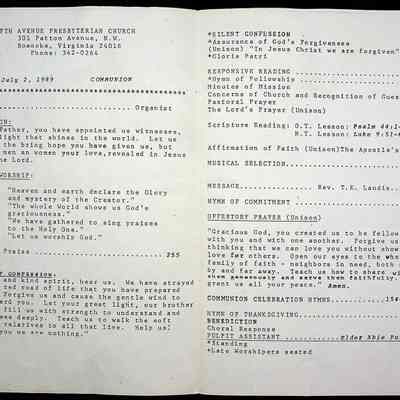 FTH AVENUE PRESBYTERIAN CHURCH
301 Patton Avenue, N.W.
Roanoke, Virginia 24016
Phone: 342-0264
July 2, 1989 COMMUNION
Organist
Father, you have appointed us witnesses,
light that shines in the world. Let us
the bring hope you have given us, but
men an women your love, revealed in Jesus
he Lord.
WORSHIP:
"Heaven and earth declare the Glory
and mystery of the Creator."
"The whole World shows us God's
graciousness."
"We have gathered to sing praises
to the Holy One."
"Let us worship God."
Praise 255
F CONFESSION:
and kind spirit, hear us. We have strayed
red road of life that you have prepared
Forgive us and cause the gentle wind to
rd you. Let your great light, our brother
fill us with strength to understand and
ves deeply. Teach us to walk the soft
relatives to all that live. Help us,
you we are nothing."
*SILENT CONFESSION
*Assurance of God's Forgiveness
(Unison) "In Jesus Christ we are forgiven"
*Gloria Patri
RESPONSIVE READING
*Hymn of Fellowship
Minutes of Mission
Concerns of Church and Recognition of Gues
Pastoral Prayer
The Lord's Prayer (Unison)
Scripture Reading: O.T. Lesson: Psalm 44:1-
N.T. Lesson: Luke 9:51-
Affirmation of Faith (Unison)The Apostle's
MUSICAL SELECTION
MESSAGE Rev. T.K. Landis
HYMN OF COMMITMENT
OFFERTORY PRAYER (Unison)
"Gracious God, you created us to be fellow
with you and with one another. Forgive us
thinking that we can love you without show
love for others. Open our eyes to the who
family of faith - neighbors in need, both
by and far away. Teach us how to share wi
them generously and serve them faithfully.
grant us all your peace." Amen.
COMMUNION CELEBRATION HYMNS 154
HYMN OF THANKSGIVING
BENEDICTION
Choral Response
PULPIT ASSISTANT Elder Abie Pu
*Standing
+Late Worshipers seated